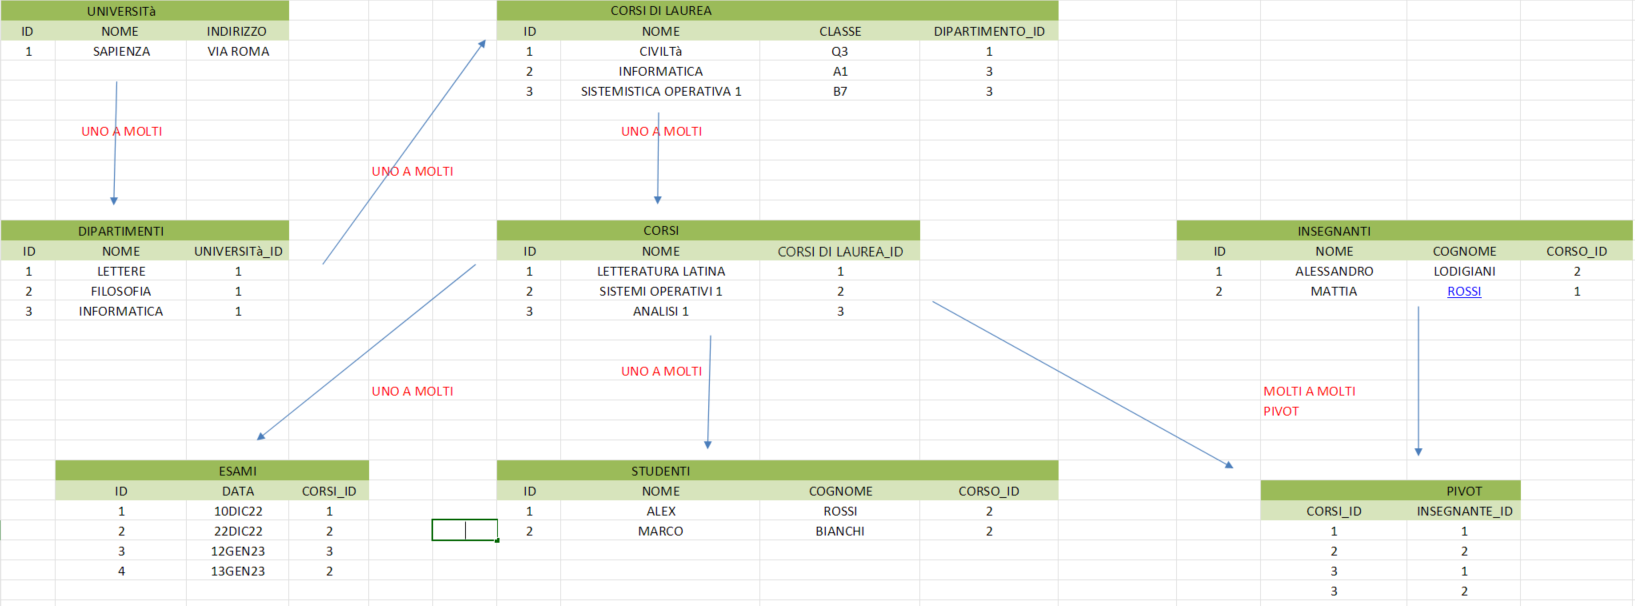 UNIVERSITà
ID NOME INDIRIZZO
1 SAPIENZA VIA ROMA
CORSI DI LAUREA
ID NOME CLASSE DIPARTIMENTO_ID
1 CIVILTà Q3 1
2 INFORMATICA A1 3
3 SISTEMISTICA OPERATIVA 1 B7 3
UNO A MOLTI
UNO A MOLTI
UNO A MOLTI
DIPARTIMENTI
ID NOME UNIVERSITà_ID
1 LETTERE 1
2 FILOSOFIA 1
3 INFORMATICA 1
CORSI
ID NOME CORSI DI LAUREA_ID
1 LETTERATURA LATINA 1
2 SISTEMI OPERATIVI 1 2
3 ANALISI 1 3
INSEGNANTI
ID NOME COGNOME CORSO_ID
1 ALESSANDRO LODIGIANI 2
2 MATTIA ROSSI 1
UNO A MOLTI
UNO A MOLTI
MOLTI A MOLTI
PIVOT
ESAMI
ID DATA CORSI_ID
1 10DIC22 1
2 22DIC22 2
3 12GEN23 3
4 13GEN23 2
STUDENTI
ID NOME COGNOME CORSO_ID
1 ALEX ROSSI 2
2 MARCO BIANCHI 2
PIVOT
CORSI_ID INSEGNANTE_ID
1 1
2 2
3 1
3 2